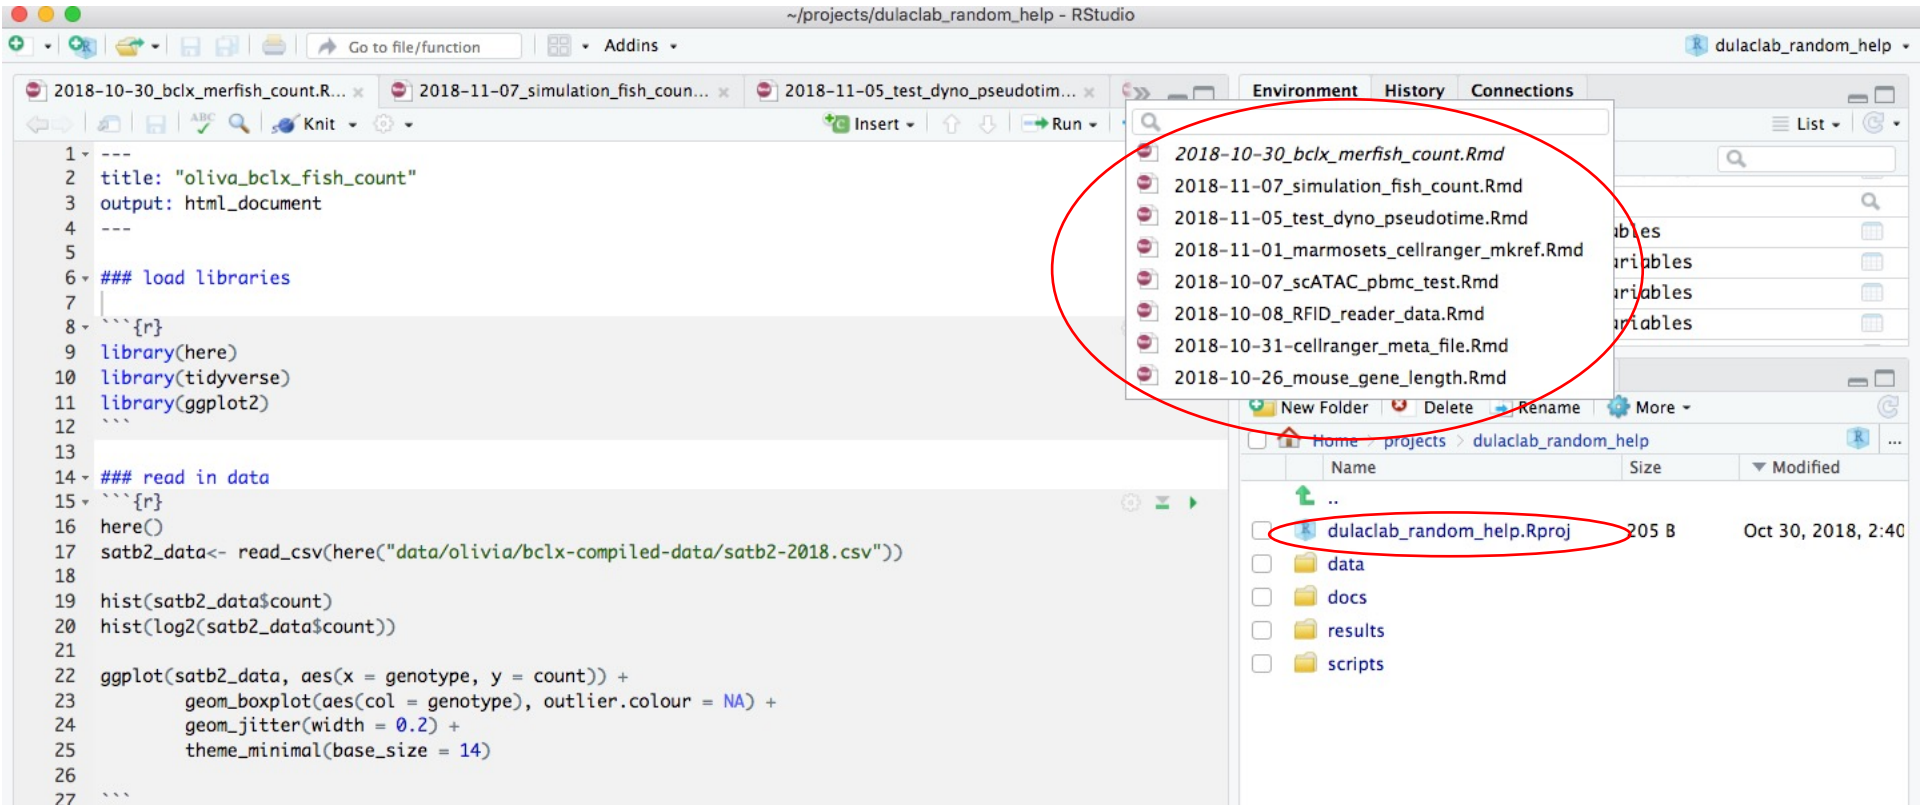 ~/projects/dulaclab_random_help - RStudio
Go to file/function
Addins
dulaclab_random_help
2018-10-30_bclx_merfish_count.R...
2018-11-07_simulation_fish_coun...
2018-11-05_test_dyno_pseudotim...
ABC
Knit
Insert
Run
1 ---
2 title: "oliva_bclx_fish_count"
3 output: html_document
4 ---
5
6 ### load libraries
7
8 ```{r}
9 library(here)
10 library(tidyverse)
11 library(ggplot2)
12 ```
13
14 ### read in data
15 ```{r}
16 here()
17 satb2_data<- read_csv(here("data/olivia/bclx-compiled-data/satb2-2018.csv"))
18
19 hist(satb2_data$count)
20 hist(log2(satb2_data$count))
21
22 ggplot(satb2_data, aes(x = genotype, y = count)) +
23 geom_boxplot(aes(col = genotype), outlier.colour = NA) +
24 geom_jitter(width = 0.2) +
25 theme_minimal(base_size = 14)
26
27 ```
Environment History Connections
List
2018-10-30_bclx_merfish_count.Rmd
2018-11-07_simulation_fish_count.Rmd
2018-11-05_test_dyno_pseudotime.Rmd
2018-11-01_marmosets_cellranger_mkref.Rmd
2018-10-07_scATAC_pbmc_test.Rmd
2018-10-08_RFID_reader_data.Rmd
2018-10-31-cellranger_meta_file.Rmd
2018-10-26_mouse_gene_length.Rmd
ables
ariables
ariables
ariables
New Folder Delete Rename More
Home > projects > dulaclab_random_help
R ...
Name Size Modified
..
dulaclab_random_help.Rproj 205 B Oct 30, 2018, 2:40
data
docs
results
scripts